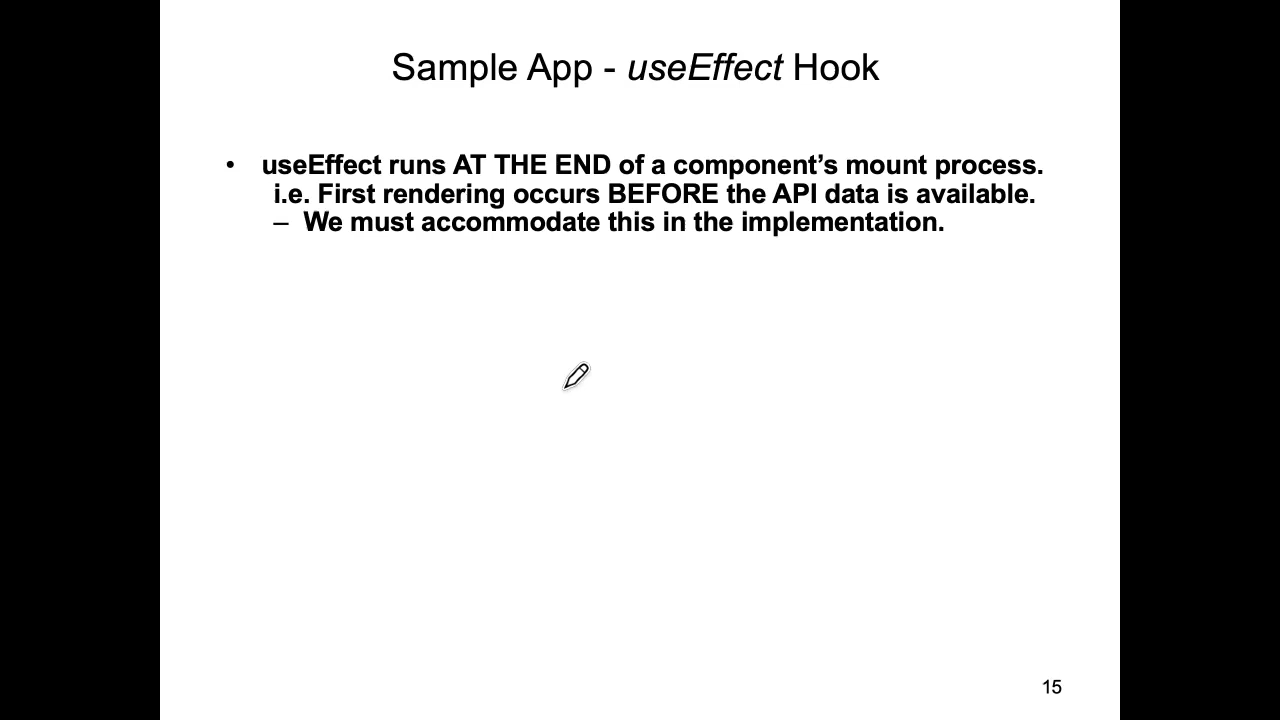 Sample App - useEffect Hook
• useEffect runs AT THE END of a component’s mount process.
i.e. First rendering occurs BEFORE the API data is available.
– We must accommodate this in the implementation.
15